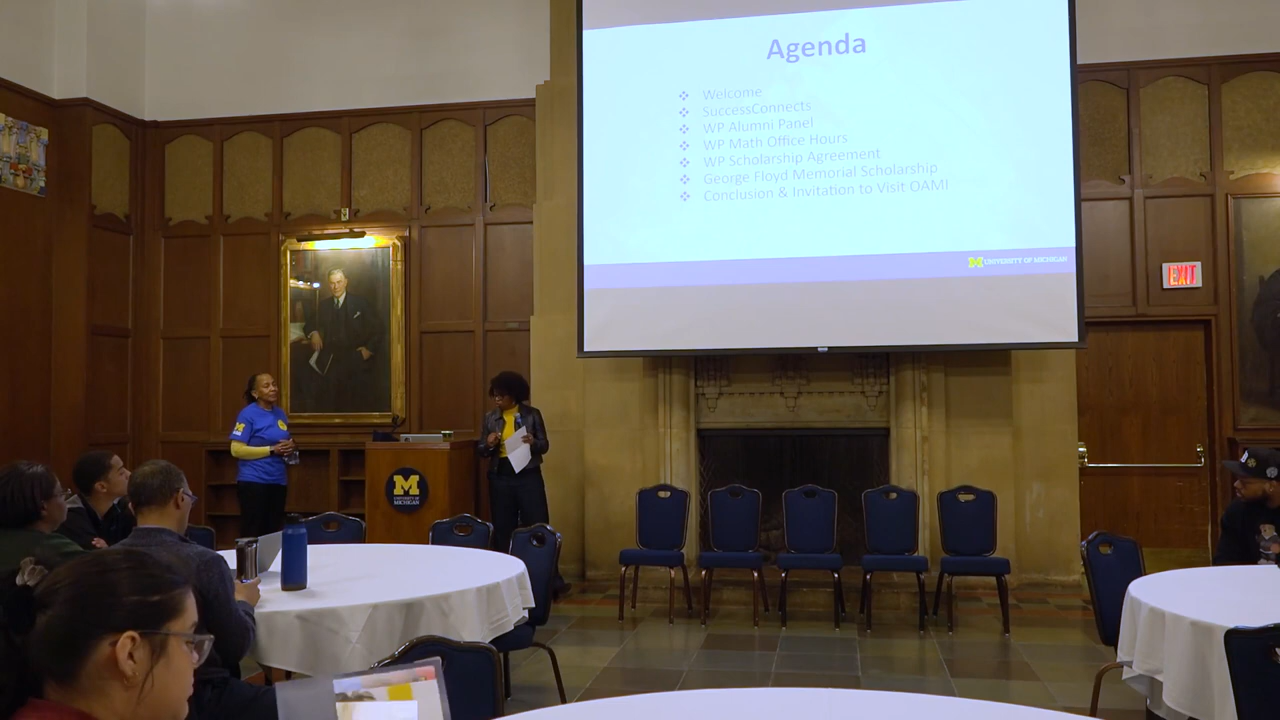 Agenda
Welcome
SuccessConnects
WP Alumni Panel
WP Math Office Hours
WP Scholarship Agreement
George Floyd Memorial Scholarship
Conclusion & Invitation to Visit OAMI
M UNIVERSITY OF MICHIGAN
EXIT
M
M
UNIVERSITY OF
MICHIGAN